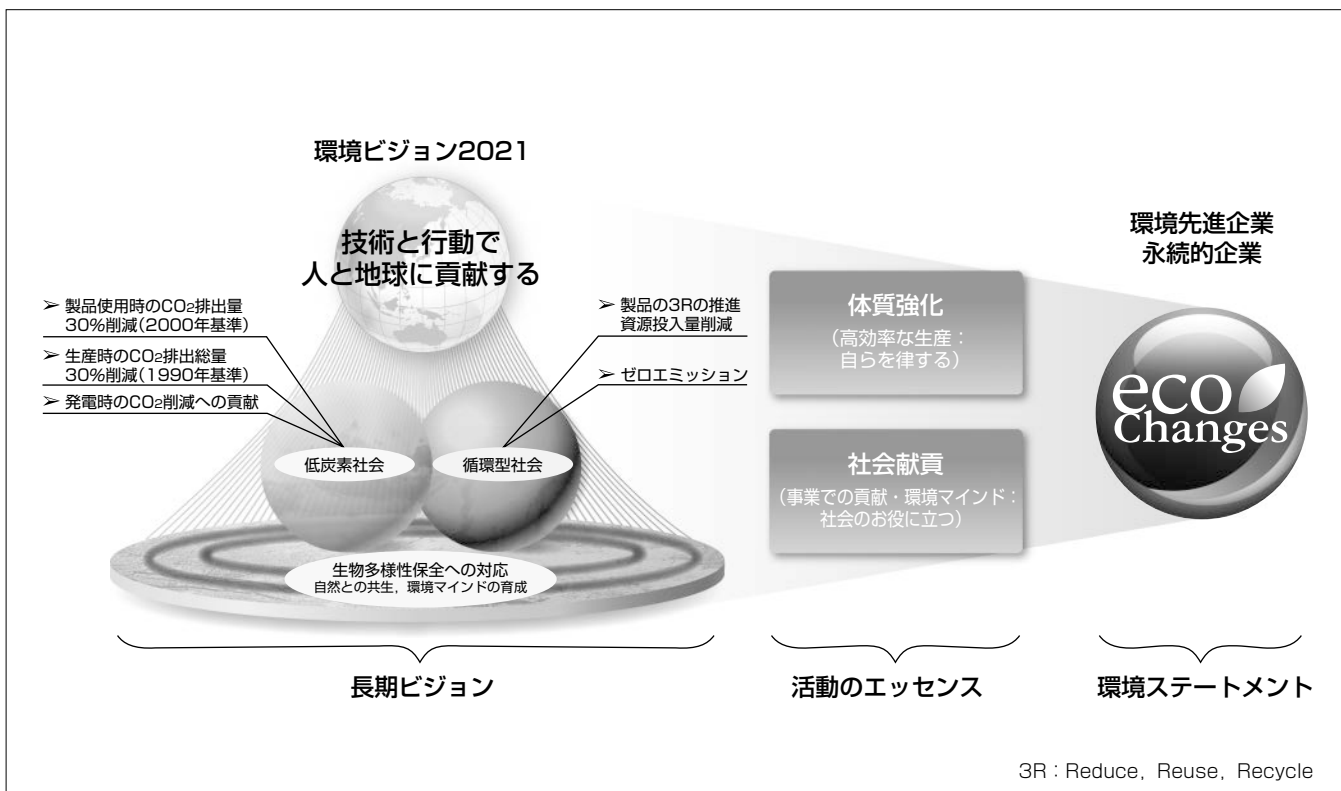 環境ビジョン2021
技術と行動で
人と地球に貢献する
➢ 製品使用時のCO2排出量
30%削減(2000年基準)
➢ 生産時のCO2排出総量
30%削減(1990年基準)
➢ 発電時のCO2削減への貢献
➢ 製品の3Rの推進
資源投入量削減
➢ ゼロエミッション
低炭素社会
循環型社会
生物多様性保全への対応
自然との共生，環境マインドの育成
長期ビジョン
体質強化
(高効率な生産：
自らを律する)
社会献貢
(事業での貢献・環境マインド：
社会のお役に立つ)
活動のエッセンス
環境先進企業
永続的企業
eco
Changes
環境ステートメント
3R：Reduce，Reuse，Recycle